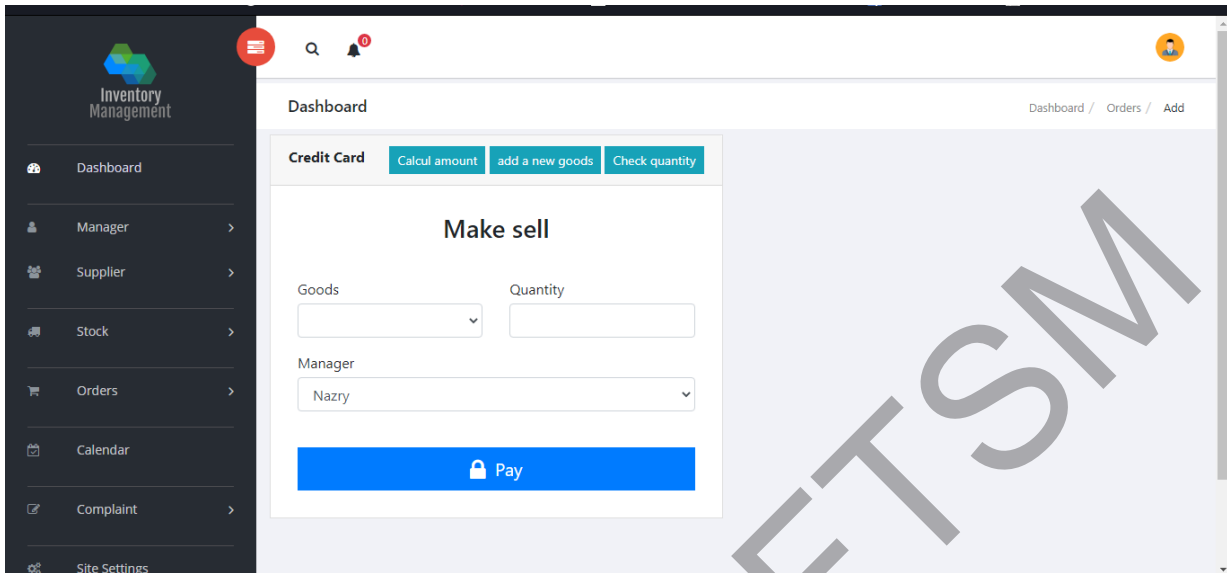 0
Inventory
Management
Dashboard
Dashboard / Orders / Add
Credit Card
Calcul amount
add a new goods
Check quantity
Dashboard
Manager
Supplier
Stock
Orders
Calendar
Complaint
Site Settings
Make sell
Goods
Quantity
Manager
Nazry
Pay
FTSM